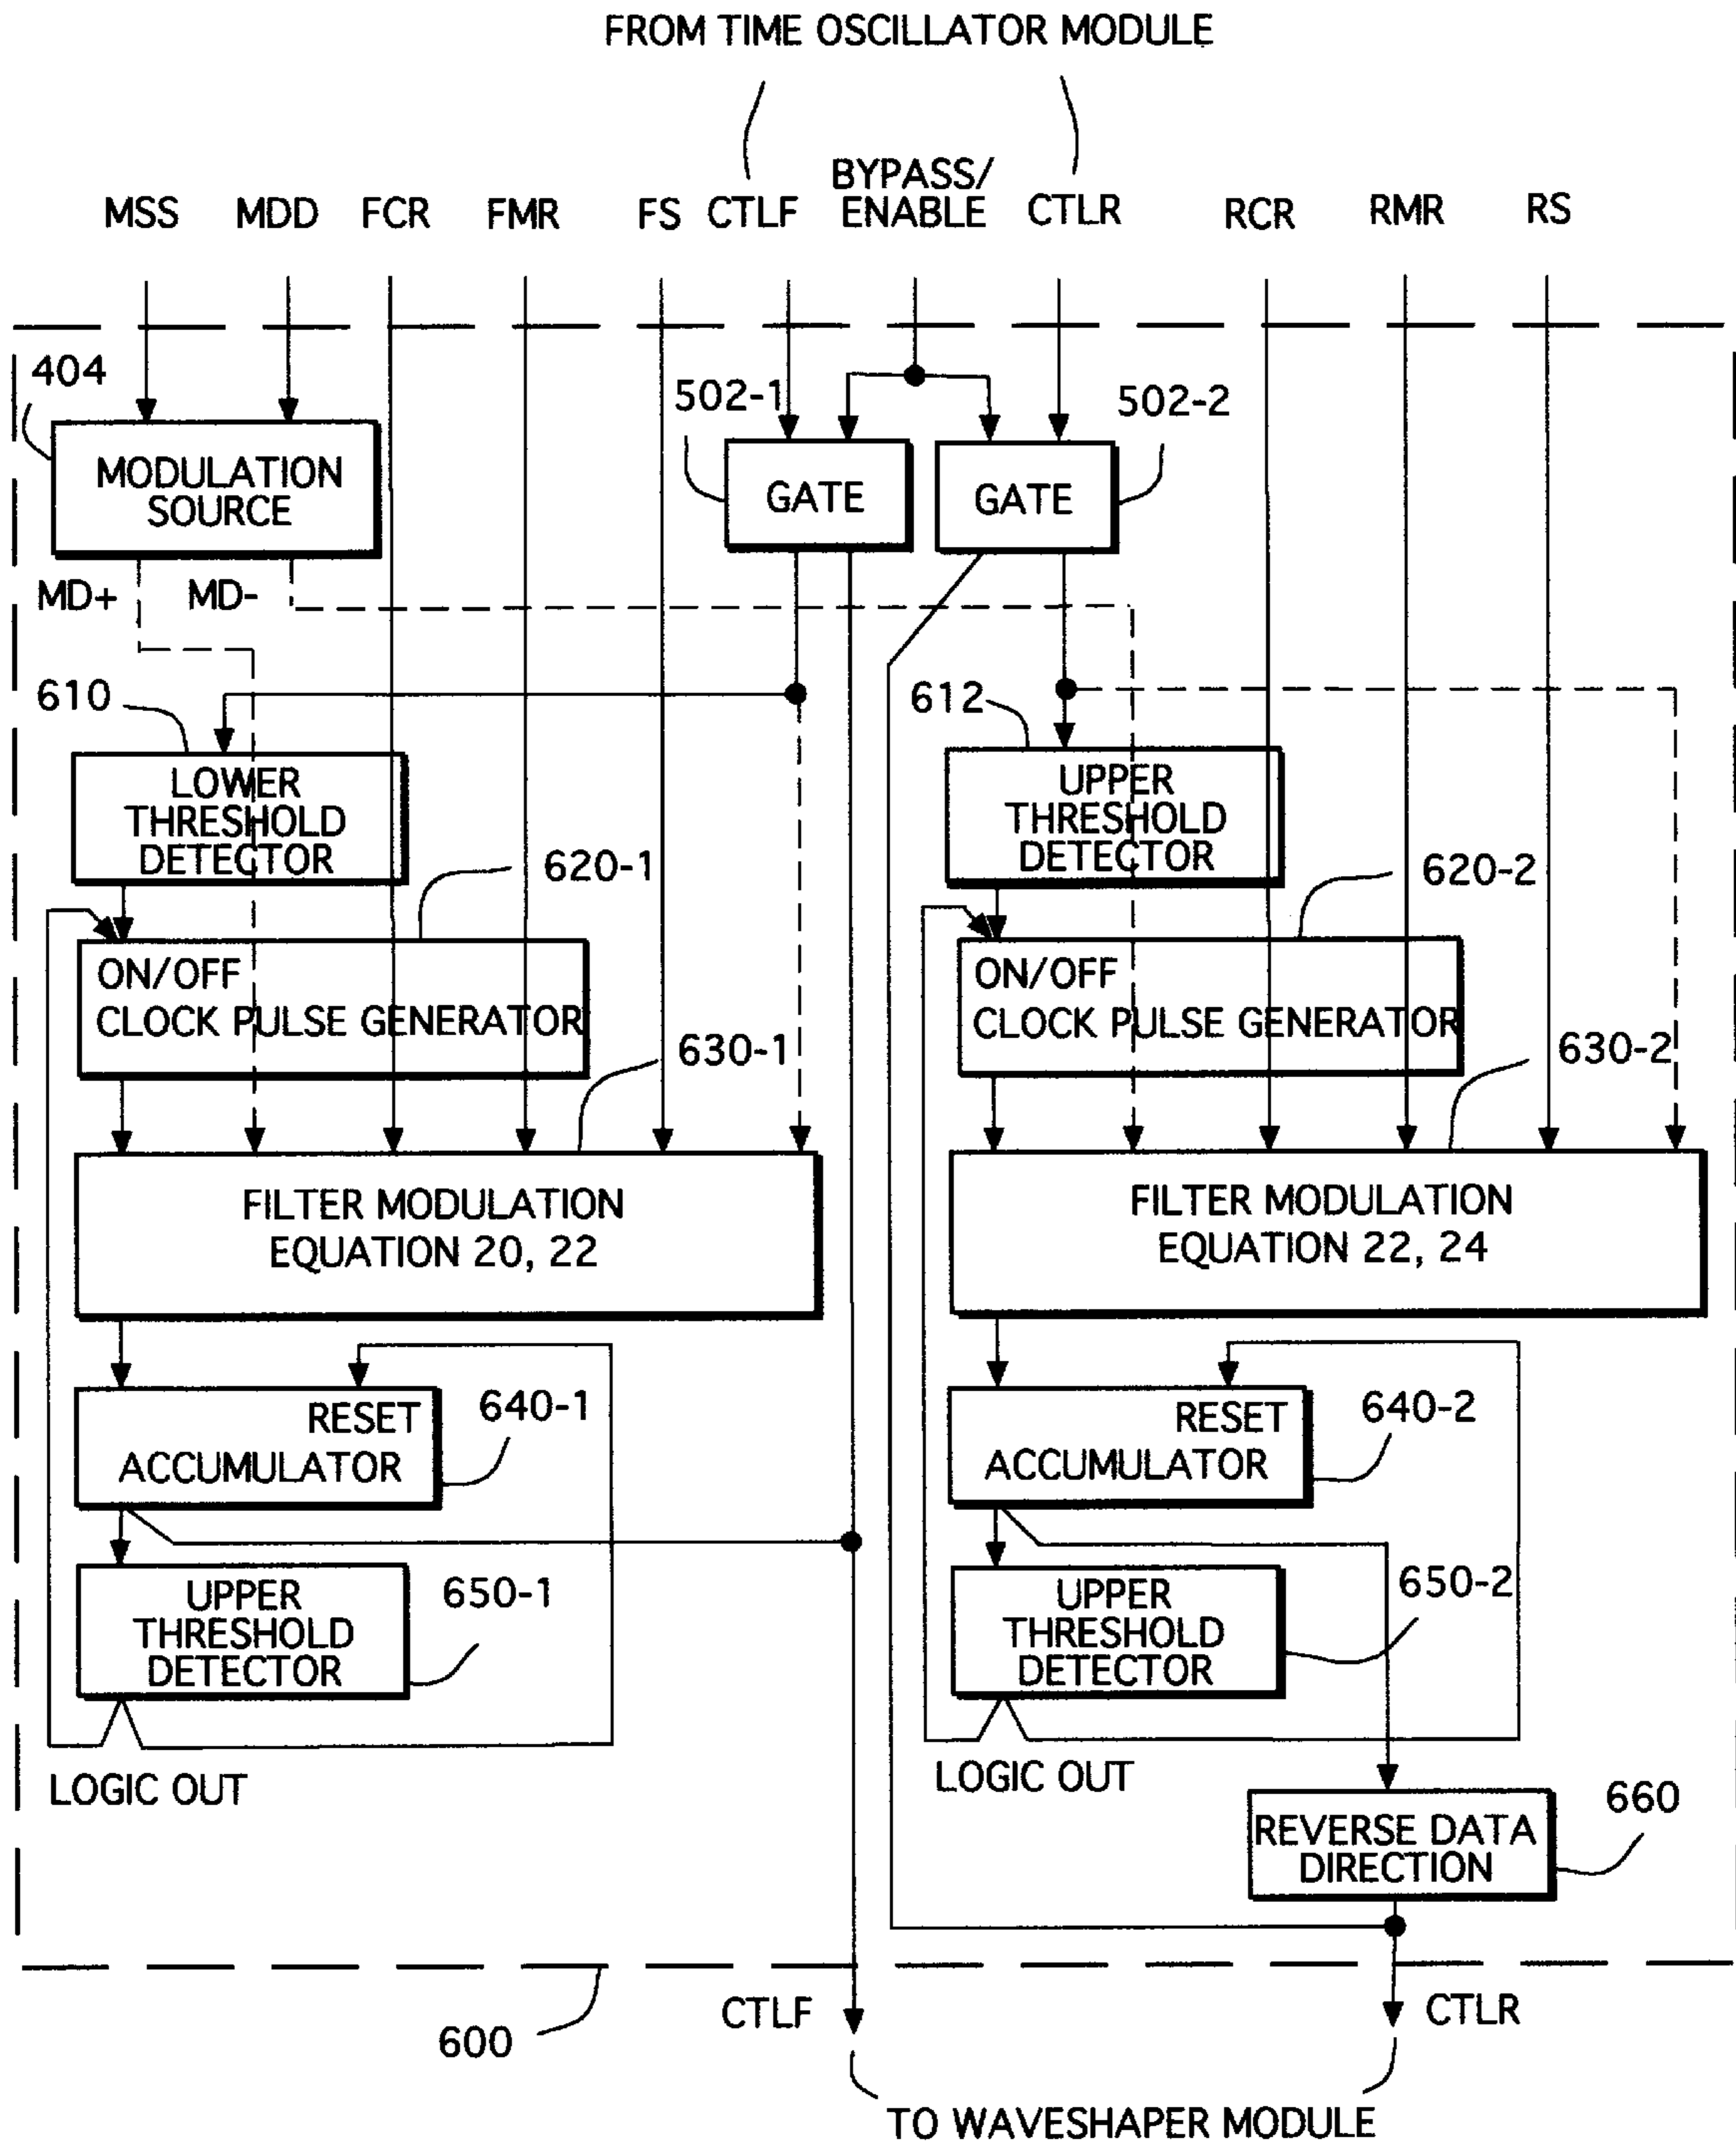 FROM TIME OSCILLATOR MODULE
BYPASS/
MSS MDD FCR FMR FS CTLF ENABLE CTLR RCR RMR RS
404
502-1 502-2
MODULATION
SOURCE
GATE GATE
MD+ MD-
610 612
LOWER
THRESHOLD
DETECTOR
UPPER
THRESHOLD
DETECTOR
620-1 620-2
ON/OFF
CLOCK PULSE GENERATOR
ON/OFF
CLOCK PULSE GENERATOR
630-1 630-2
FILTER MODULATION
EQUATION 20, 22
FILTER MODULATION
EQUATION 22, 24
RESET
ACCUMULATOR
640-1
RESET
ACCUMULATOR
640-2
UPPER
THRESHOLD
DETECTOR
650-1
UPPER
THRESHOLD
DETECTOR
650-2
LOGIC OUT LOGIC OUT
660
REVERSE DATA
DIRECTION
600
CTLF CTLR
TO WAVESHAPER MODULE